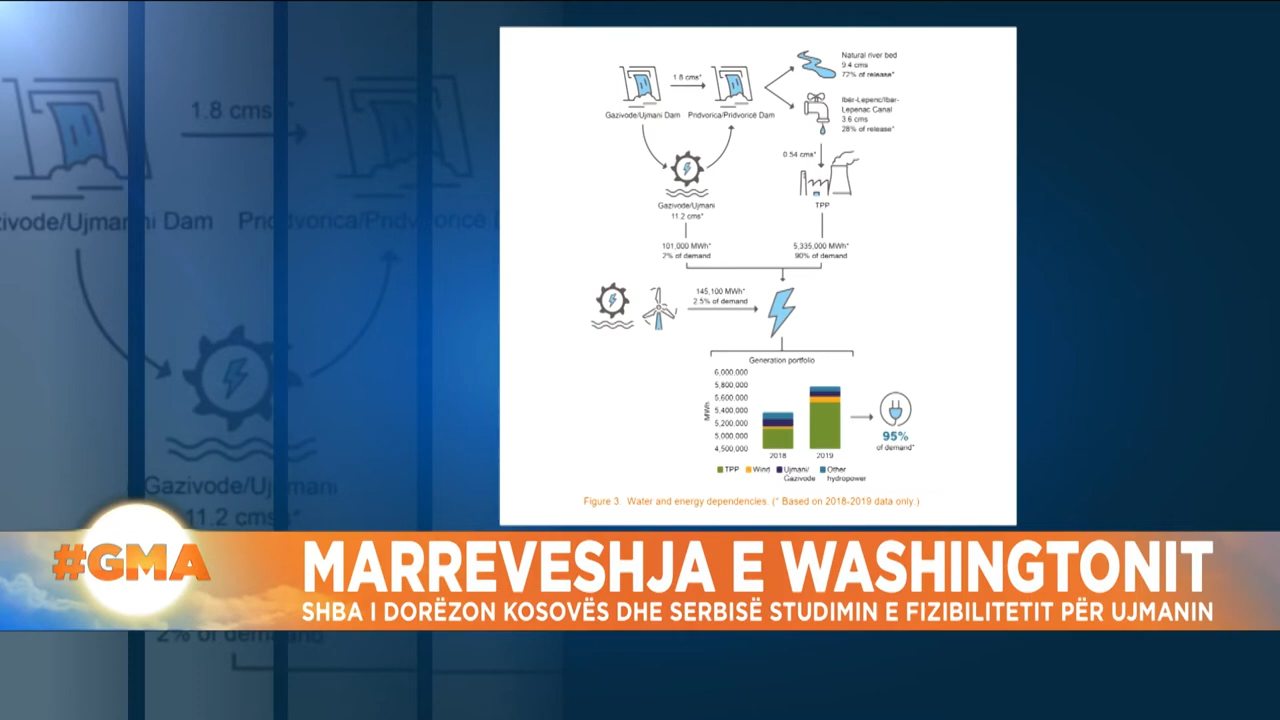 Natural river bed
9.4 cms
77% of release*
1.8 cms*
Gazivode/Ujmani Dam
Pridvorica/Pridvoricë Dam
Ibër-Lepenc/Ibar-
Lepenac Canal
3.6 cms
28% of release*
0.54 cms*
Gazivode/Ujmani
11.2 cms*
TPP
101,000 MWh*
2% of demand
5,335,000 MWh*
90% of demand
145,100 MWh*
2.5% of demand
Generation portfolio
MWh
6,000,000
5,800,000
5,600,000
5,400,000
5,200,000
5,000,000
4,500,000
2018
2019
95%
of demand*
TPP
Wind
Ujmani/
Gazivode
Other
hydropower
Figure 3. Water and energy dependencies. (* Based on 2018-2019 data only.)
1.8 cms
Gazivode/Ujmani
11.2 cms*
#GMA
MARREVESHJA E WASHINGTONIT
SHBA I DORËZON KOSOVËS DHE SERBISË STUDIMIN E FIZIBILITETIT PËR UJMANIN
2% of demand